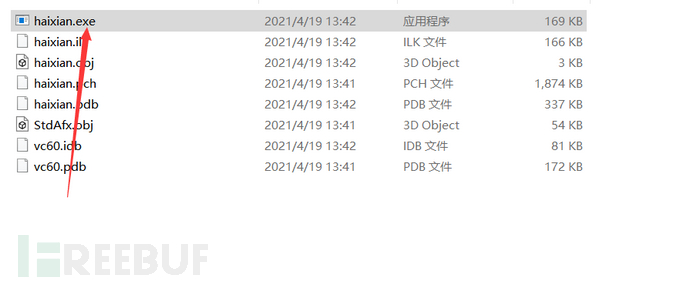 haixian.exe 2021/4/19 13:42 应用程序 169 KB
haixian.ilk 2021/4/19 13:42 ILK 文件 166 KB
haixian.obj 2021/4/19 13:42 3D Object 3 KB
haixian.pch 2021/4/19 13:41 PCH 文件 1,874 KB
haixian.pdb 2021/4/19 13:42 PDB 文件 337 KB
StdAfx.obj 2021/4/19 13:41 3D Object 54 KB
vc60.idb 2021/4/19 13:42 IDB 文件 81 KB
vc60.pdb 2021/4/19 13:41 PDB 文件 172 KB
FREEBUF